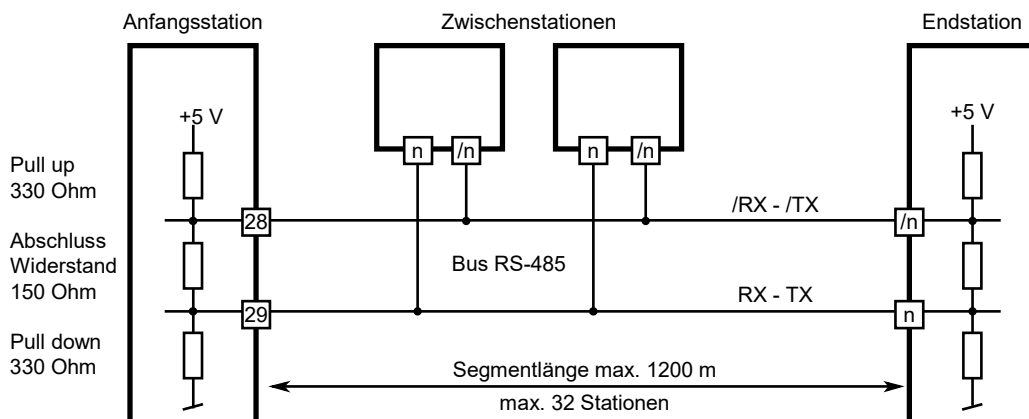 Anfangsstation
Zwischenstationen
Endstation
+5 V
+5 V
n
/n
n
/n
Pull up
330 Ohm
/RX - /TX
28
/n
Abschluss
Widerstand
150 Ohm
Bus RS-485
RX - TX
29
n
Pull down
330 Ohm
Segmentlänge max. 1200 m
max. 32 Stationen